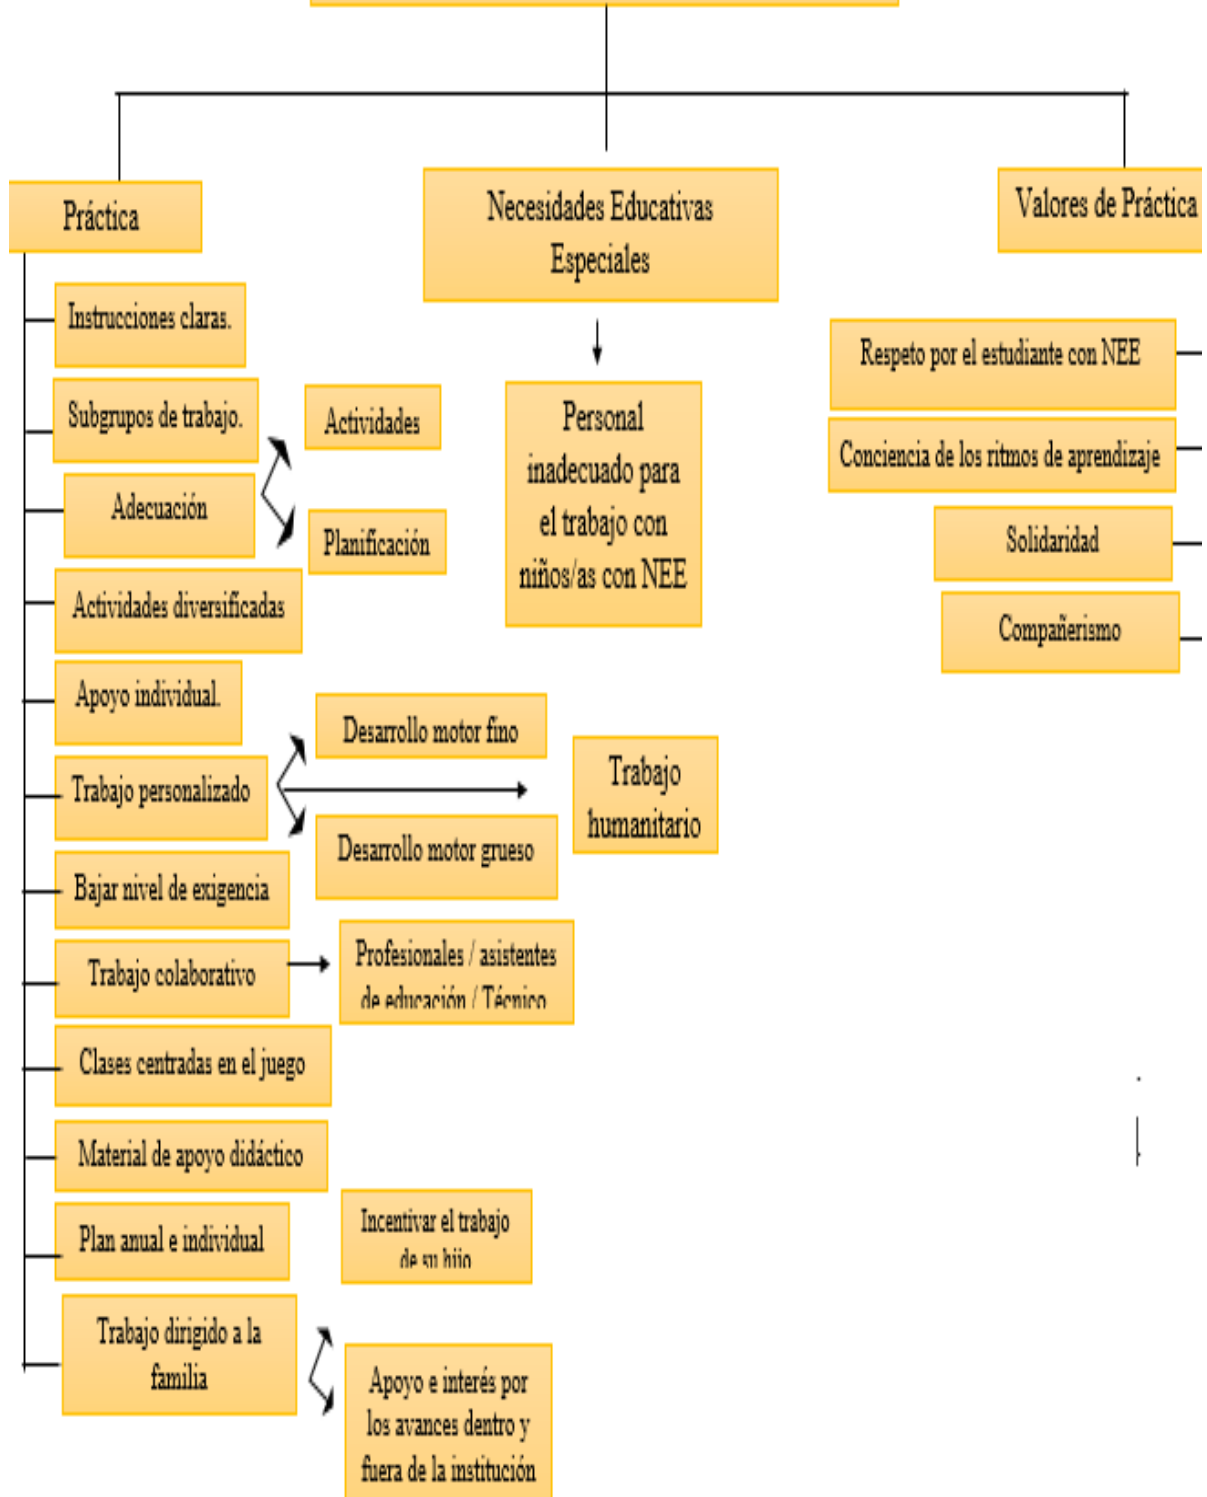 Práctica
Necesidades Educativas
Especiales
Valores de Práctica
Instrucciones claras.
Subgrupos de trabajo.
Adecuación
Actividades
Planificación
Actividades diversificadas
Apoyo individual.
Trabajo personalizado
Desarrollo motor fino
Desarrollo motor grueso
Trabajo
humanitario
Bajar nivel de exigencia
Trabajo colaborativo
Profesionales / asistentes
de educación / Técnico
Clases centradas en el juego
Material de apoyo didáctico
Plan anual e individual
Trabajo dirigido a la
familia
Incentivar el trabajo
de su hijo
Apoyo e interés por
los avances dentro y
fuera de la institución
Personal
inadecuado para
el trabajo con
niños/as con NEE
Respeto por el estudiante con NEE
Conciencia de los ritmos de aprendizaje
Solidaridad
Compañerismo